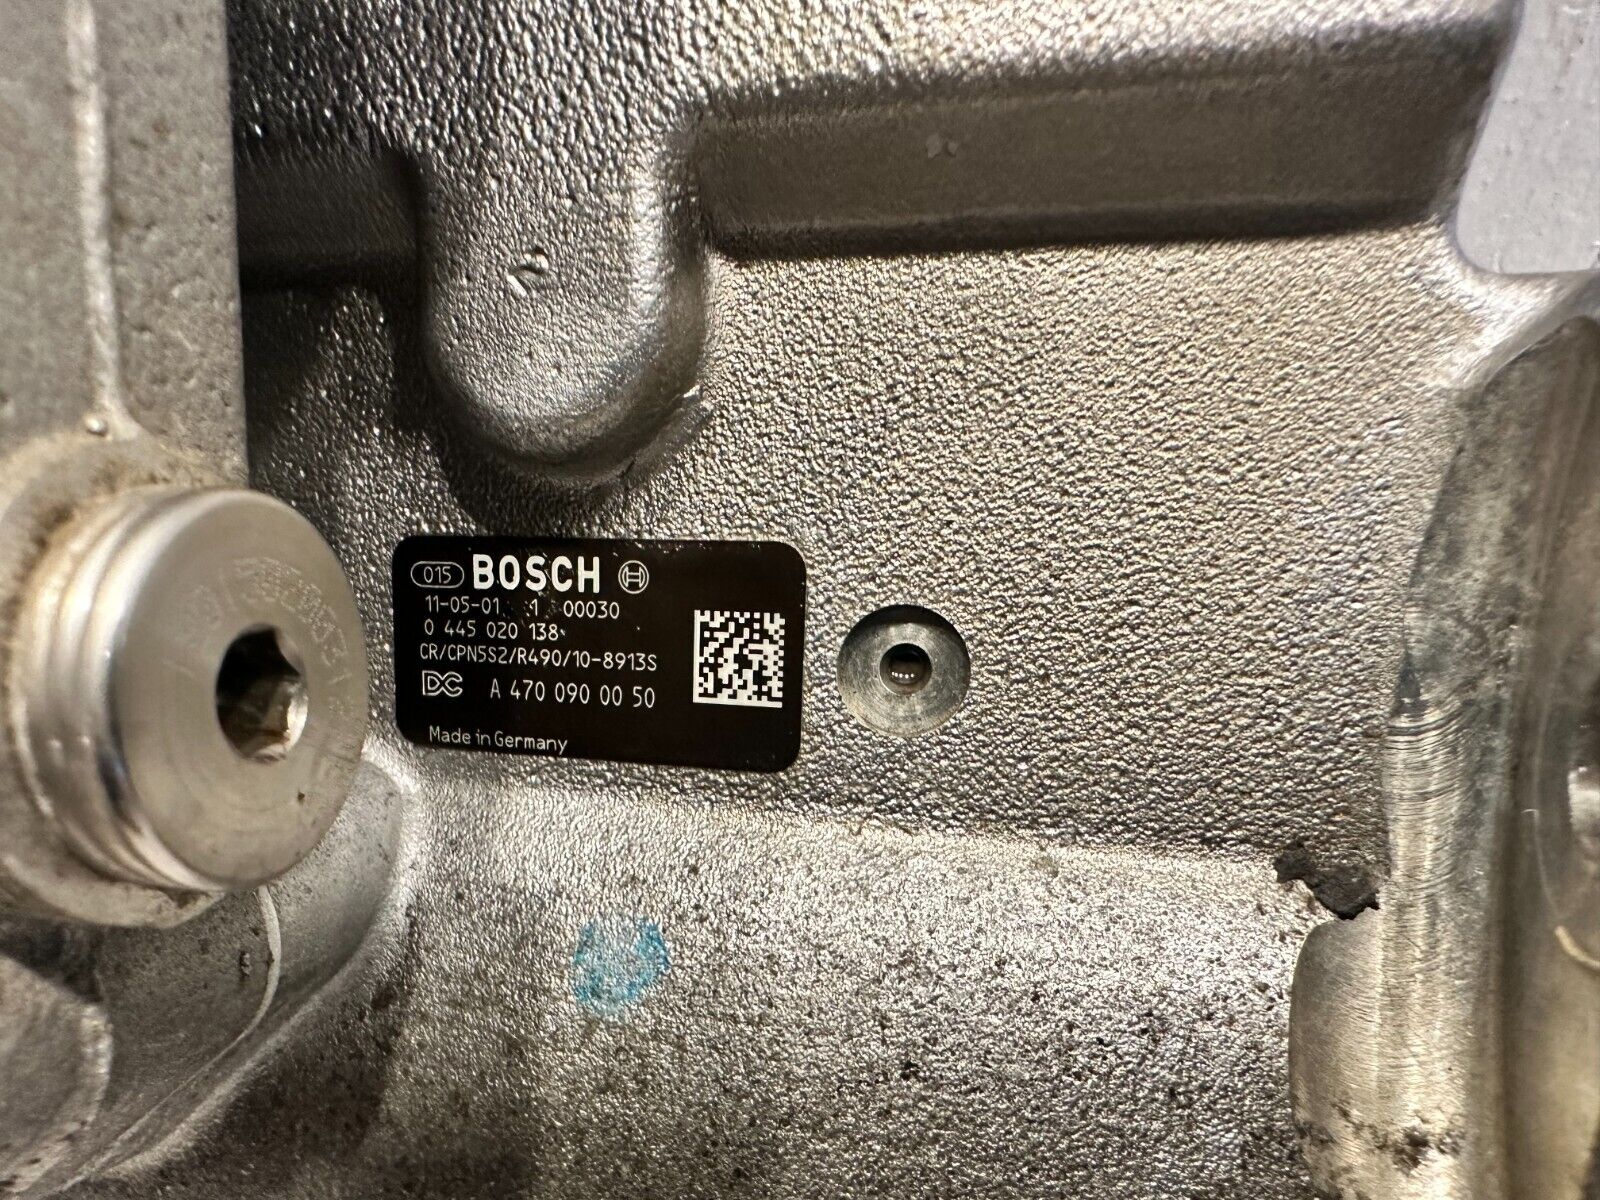 015 BOSCH
11-05-01 1 00030
0 445 020 138
CR/CPN5S2/R490/10-8913S
DC A 470 090 00 50
Made in Germany